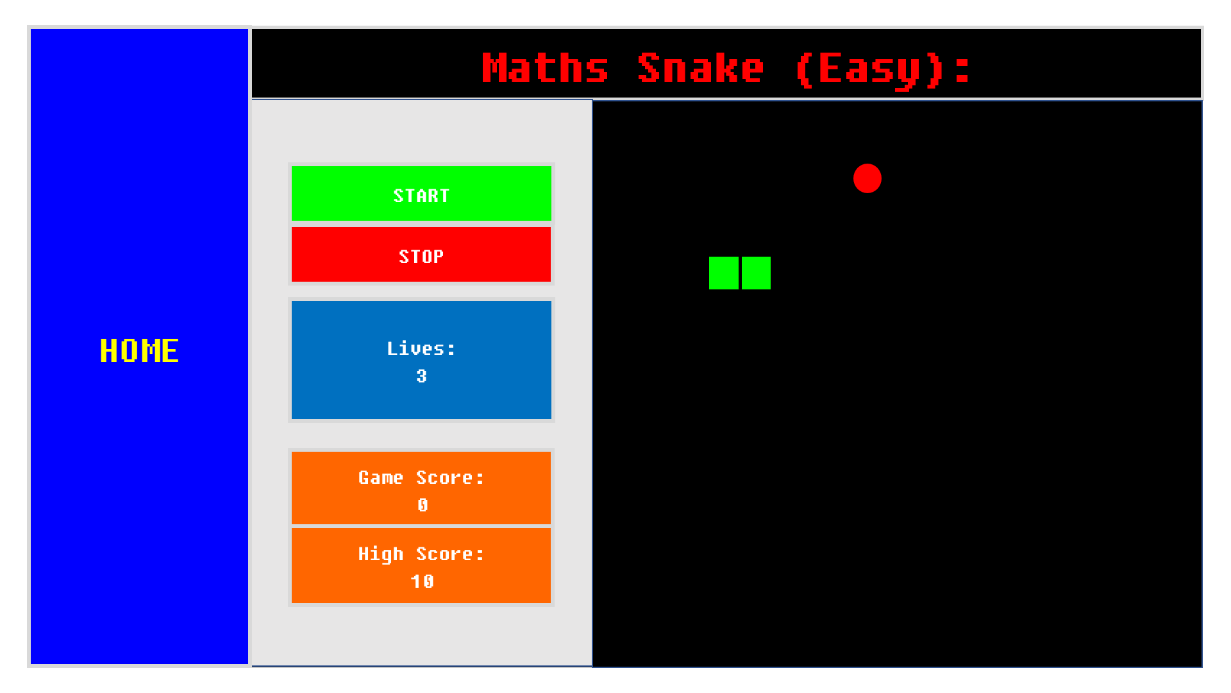 Maths Snake (Easy):
HOME
START
STOP
Lives:
3
Game Score:
0
High Score:
10